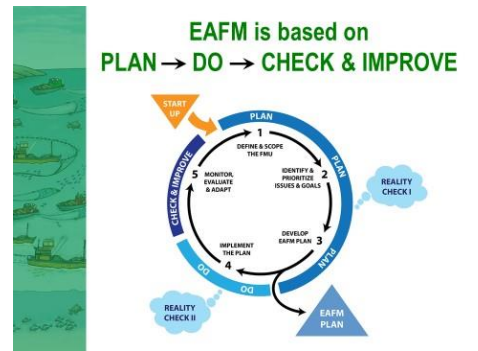 EAFM is based on
PLAN → DO → CHECK & IMPROVE
START
UP
PLAN
1
DEFINE & SCOPE
THE FMU
PLAN
2
IDENTIFY &
PRIORITIZE
ISSUES & GOALS
REALITY
CHECK I
3
DEVELOP
EAFM PLAN
PLAN
EAFM
PLAN
4
IMPLEMENT
THE PLAN
DO
DO
REALITY
CHECK II
5
MONITOR,
EVALUATE
& ADAPT
CHECK & IMPROVE